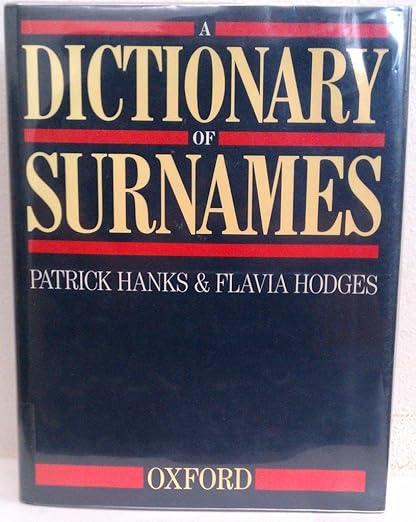 A
DICTIONARY
OF
SURNAMES
PATRICK HANKS & FLAVIA HODGES
OXFORD